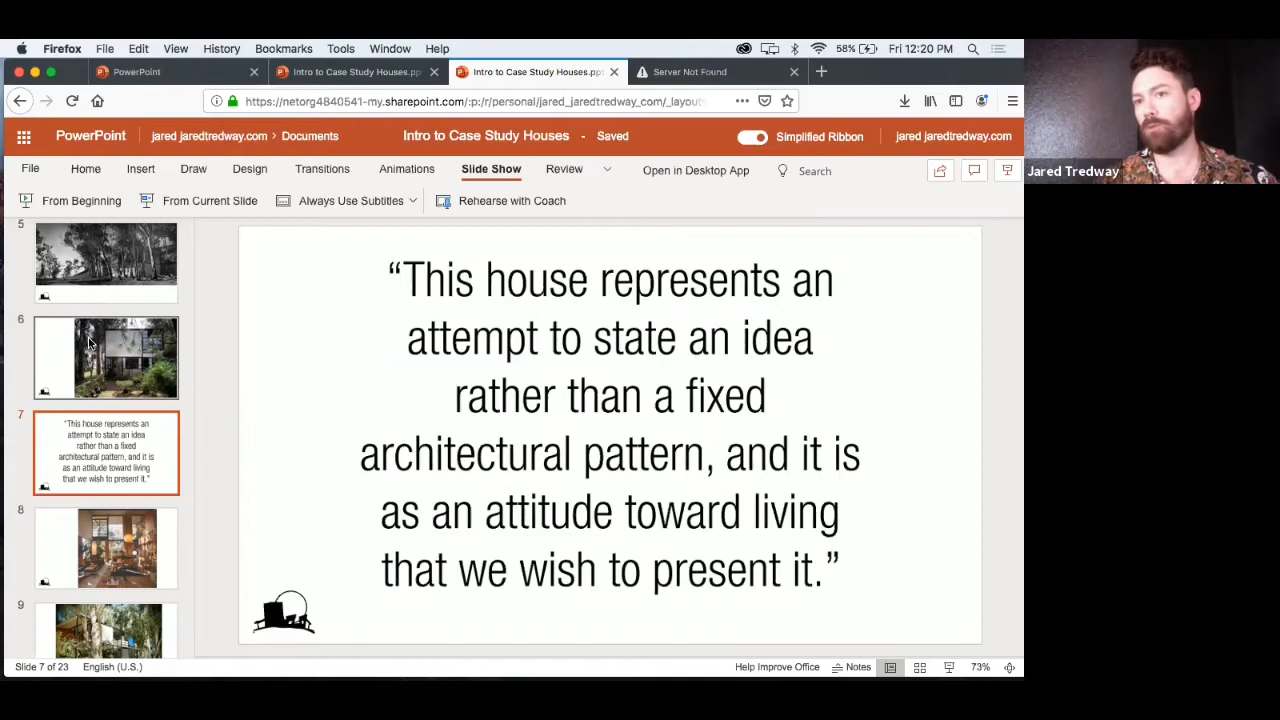 Firefox File Edit View History Bookmarks Tools Window Help
58% Fri 12:20 PM
PowerPoint
Intro to Case Study Houses.pp
Intro to Case Study Houses.ppt
Server Not Found
https://netorg4840541-my.sharepoint.com/:p:/r/personal/jared_jaredtredway_com/_layout
PowerPoint jared jaredtredway.com > Documents Intro to Case Study Houses - Saved Simplified Ribbon jared jaredtredway.com
File Home Insert Draw Design Transitions Animations Slide Show Review Open in Desktop App Search
From Beginning From Current Slide Always Use Subtitles Rehearse with Coach
Jared Tredway
5
6
7
“This house represents an
attempt to state an idea
rather than a fixed
architectural pattern, and it is
as an attitude toward living
that we wish to present it.”
8
9
“This house represents an
attempt to state an idea
rather than a fixed
architectural pattern, and it is
as an attitude toward living
that we wish to present it.”
Slide 7 of 23 English (U.S.) Help Improve Office Notes 73%